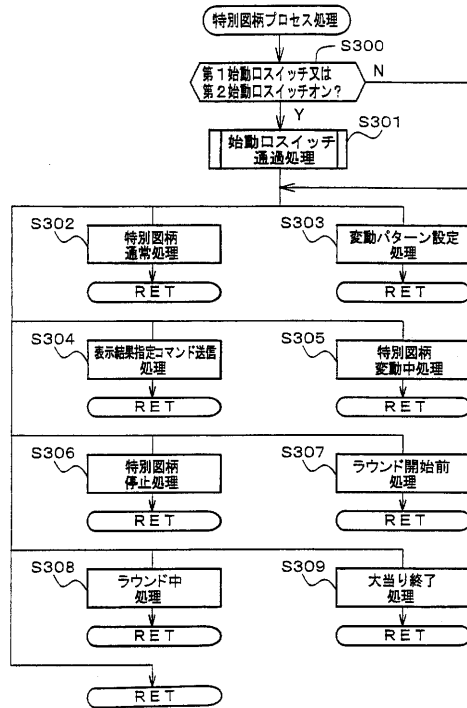 特別図柄プロセス処理
S300
第1始動口スイッチ又は
第2始動口スイッチオン?
N
Y
S301
始動口スイッチ
通過処理
S302
特別図柄
通常処理
RET
S303
変動パターン設定
処理
RET
S304
表示結果指定コマンド送信
処理
RET
S305
特別図柄
変動中処理
RET
S306
特別図柄
停止処理
RET
S307
ラウンド開始前
処理
RET
S308
ラウンド中
処理
RET
S309
大当り終了
処理
RET
RET